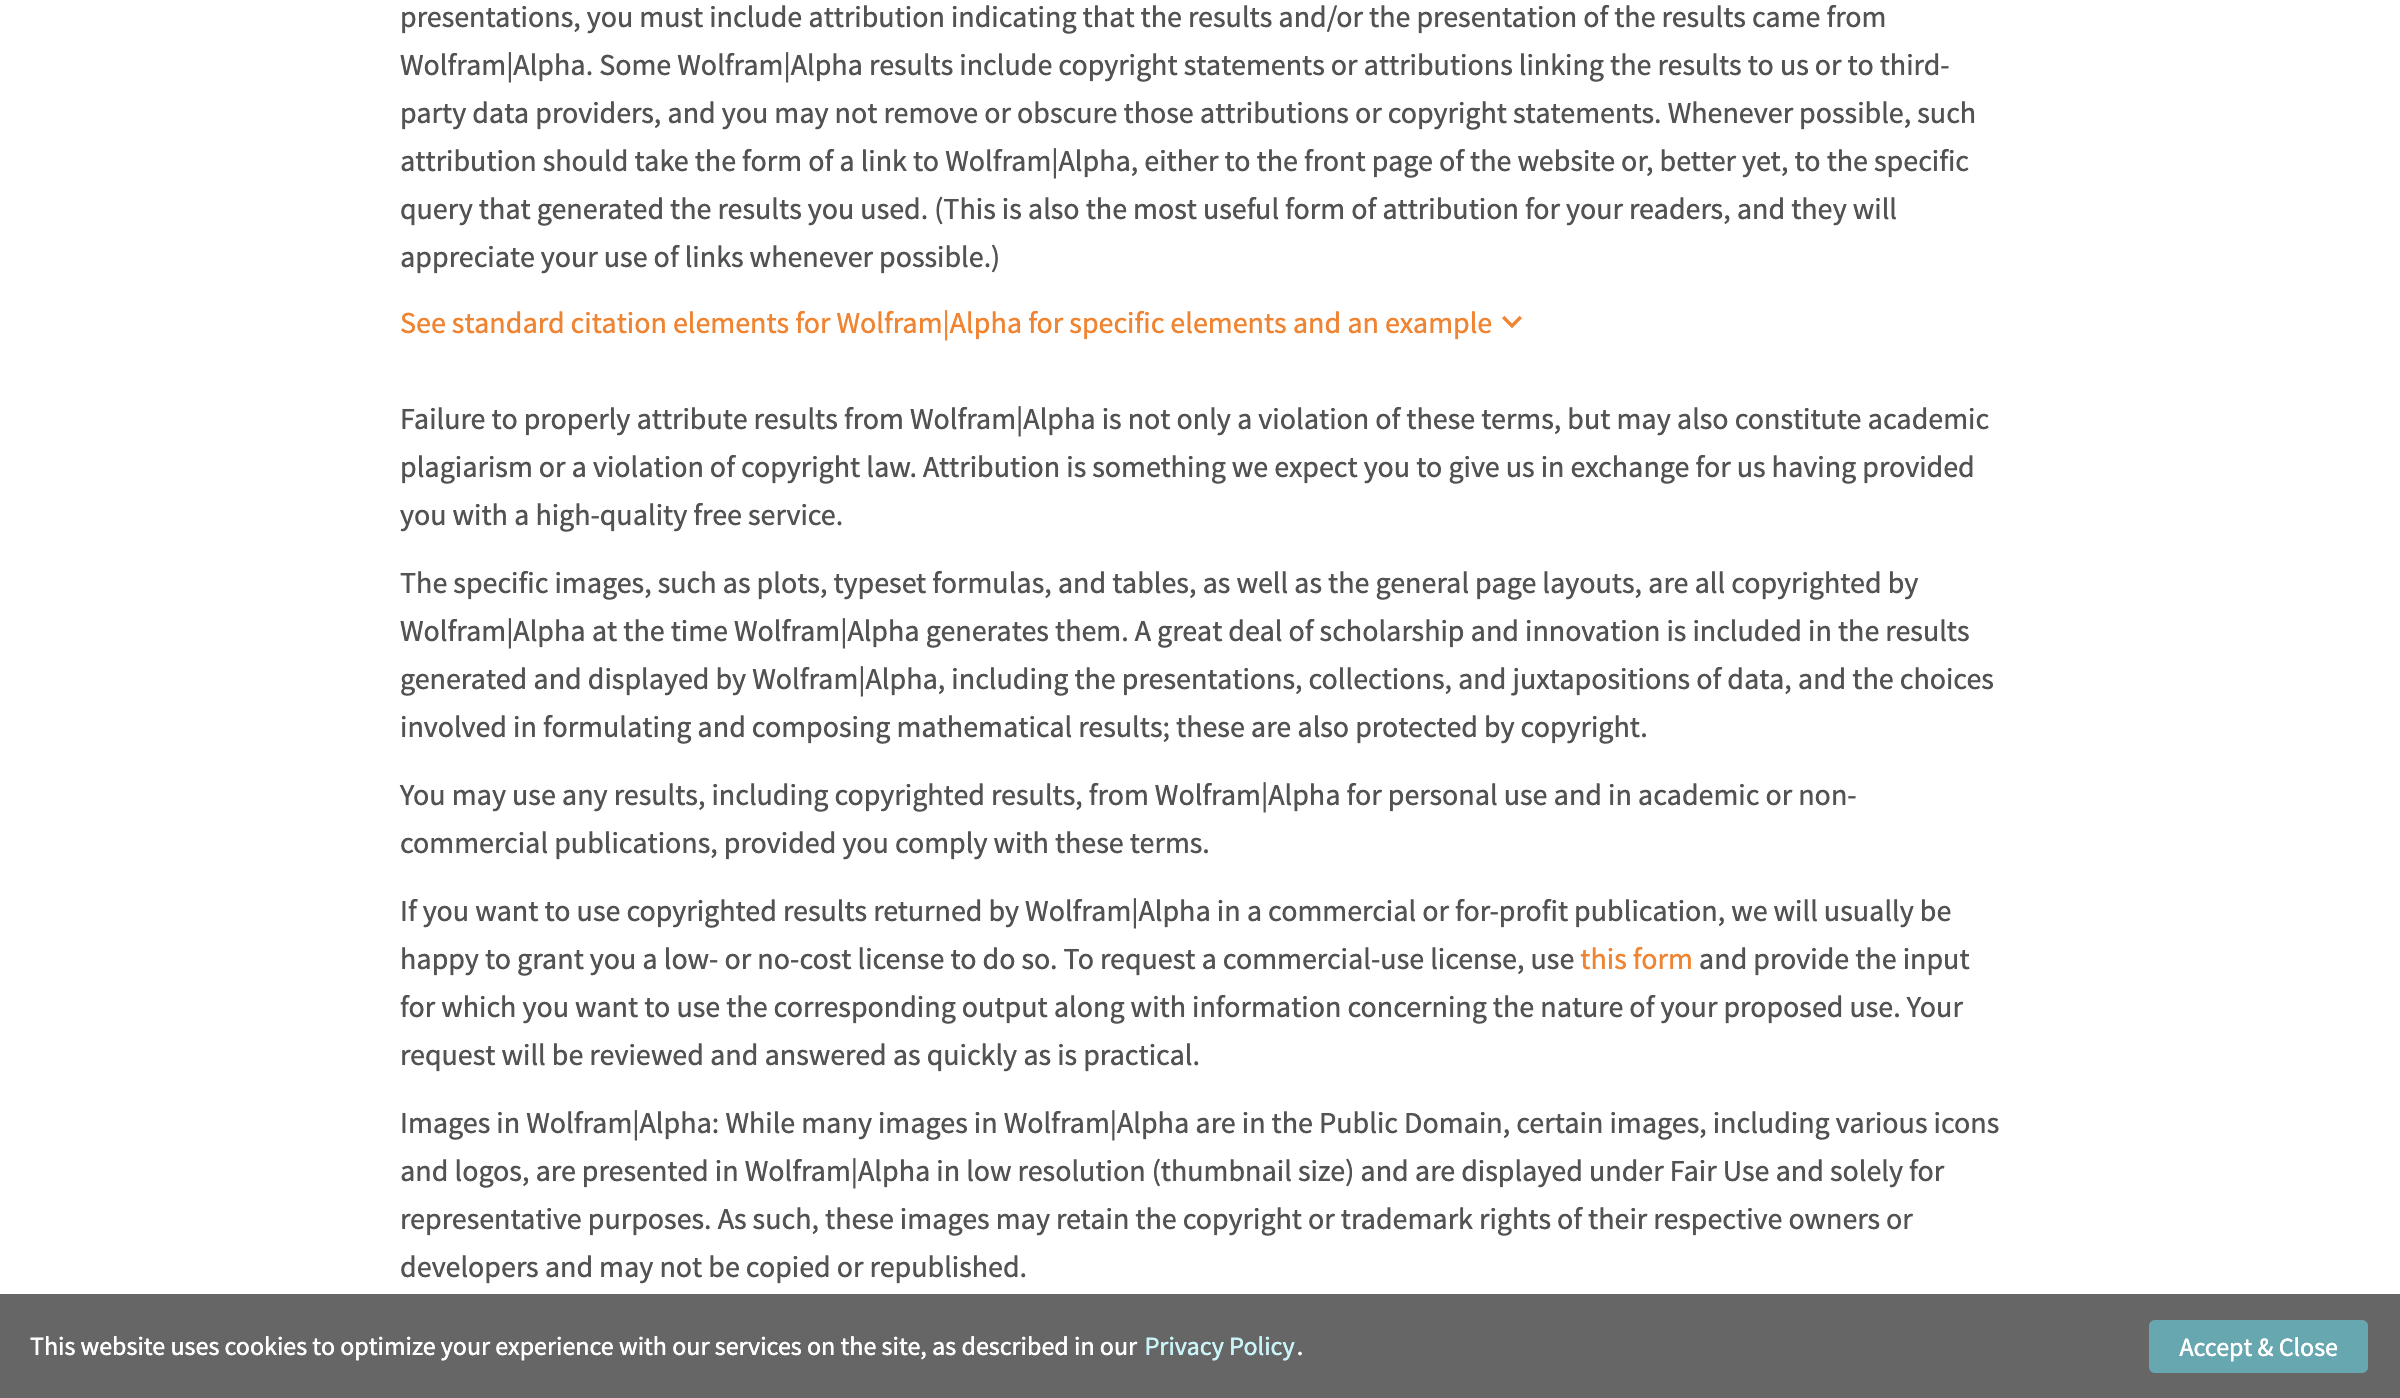 presentations, you must include attribution indicating that the results and/or the presentation of the results came from
Wolfram|Alpha. Some Wolfram|Alpha results include copyright statements or attributions linking the results to us or to third-
party data providers, and you may not remove or obscure those attributions or copyright statements. Whenever possible, such
attribution should take the form of a link to Wolfram|Alpha, either to the front page of the website or, better yet, to the specific
query that generated the results you used. (This is also the most useful form of attribution for your readers, and they will
appreciate your use of links whenever possible.)
See standard citation elements for Wolfram|Alpha for specific elements and an example
Failure to properly attribute results from Wolfram|Alpha is not only a violation of these terms, but may also constitute academic
plagiarism or a violation of copyright law. Attribution is something we expect you to give us in exchange for us having provided
you with a high-quality free service.
The specific images, such as plots, typeset formulas, and tables, as well as the general page layouts, are all copyrighted by
Wolfram|Alpha at the time Wolfram|Alpha generates them. A great deal of scholarship and innovation is included in the results
generated and displayed by Wolfram|Alpha, including the presentations, collections, and juxtapositions of data, and the choices
involved in formulating and composing mathematical results; these are also protected by copyright.
You may use any results, including copyrighted results, from Wolfram|Alpha for personal use and in academic or non-
commercial publications, provided you comply with these terms.
If you want to use copyrighted results returned by Wolfram|Alpha in a commercial or for-profit publication, we will usually be
happy to grant you a low- or no-cost license to do so. To request a commercial-use license, use this form and provide the input
for which you want to use the corresponding output along with information concerning the nature of your proposed use. Your
request will be reviewed and answered as quickly as is practical.
Images in Wolfram|Alpha: While many images in Wolfram|Alpha are in the Public Domain, certain images, including various icons
and logos, are presented in Wolfram|Alpha in low resolution (thumbnail size) and are displayed under Fair Use and solely for
representative purposes. As such, these images may retain the copyright or trademark rights of their respective owners or
developers and may not be copied or republished.
This website uses cookies to optimize your experience with our services on the site, as described in our Privacy Policy.
Accept & Close